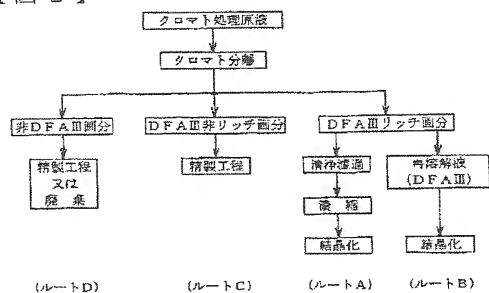 クロマト処理原液
クロマト分離
非DFAⅢ画分
DFAⅢ非リッチ画分
DFAⅢリッチ画分
精製工程
又は
廃棄
精製工程
清浄濾過
濃縮
結晶化
再溶解液
(DFAⅢ)
結晶化
(ルートD)
(ルートC)
(ルートA)
(ルートB)